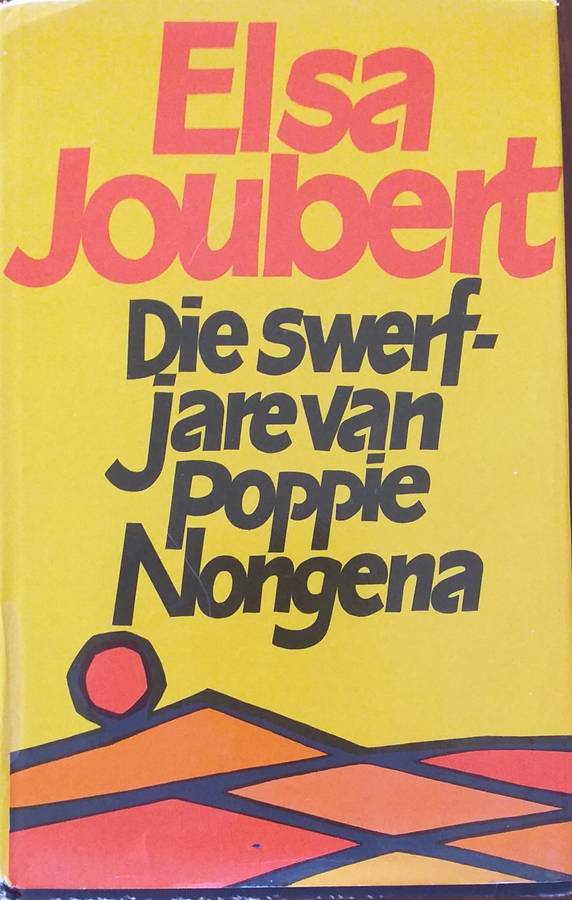 Elsa
Joubert
Die swerf-
jare van
Poppie
Nongena